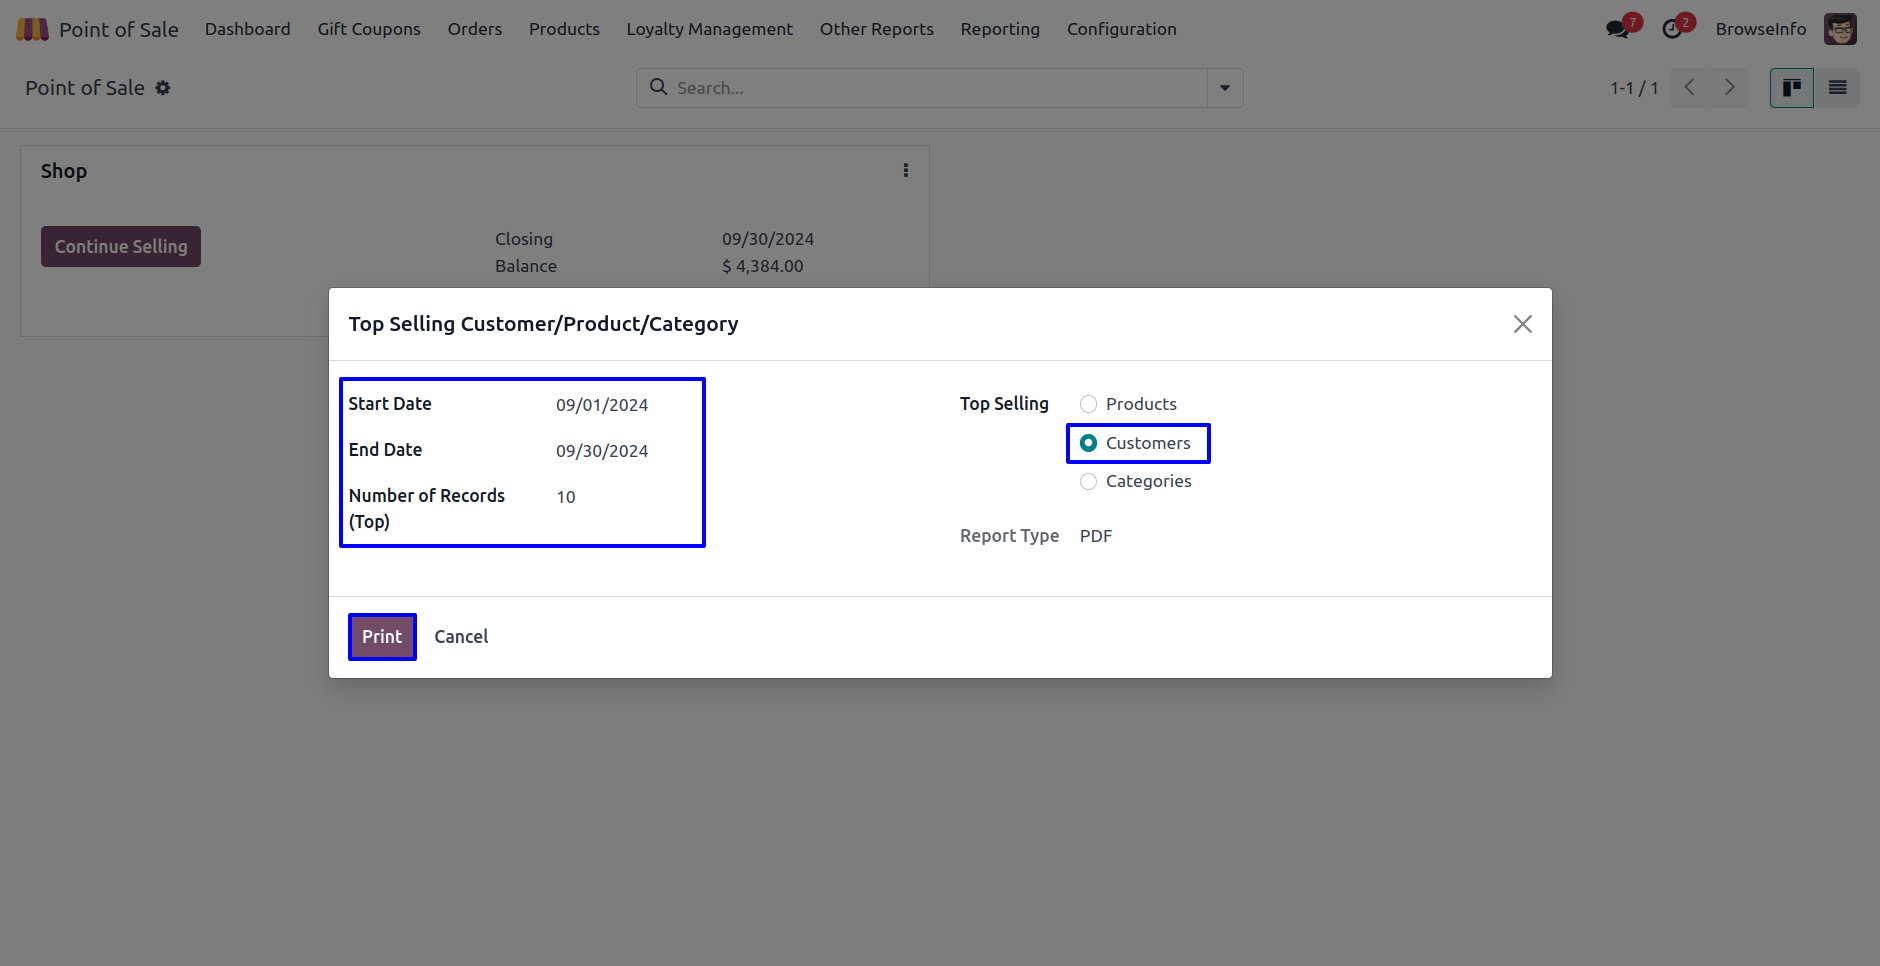 Point of Sale Dashboard Gift Coupons Orders Products Loyalty Management Other Reports Reporting Configuration 7 2 BrowseInfo
Point of Sale Search... 1-1 / 1
Shop
Continue Selling
Closing 09/30/2024
Balance $ 4,384.00
Top Selling Customer/Product/Category
Start Date 09/01/2024
End Date 09/30/2024
Number of Records 10
(Top)
Top Selling Products
Customers
Categories
Report Type PDF
Print Cancel